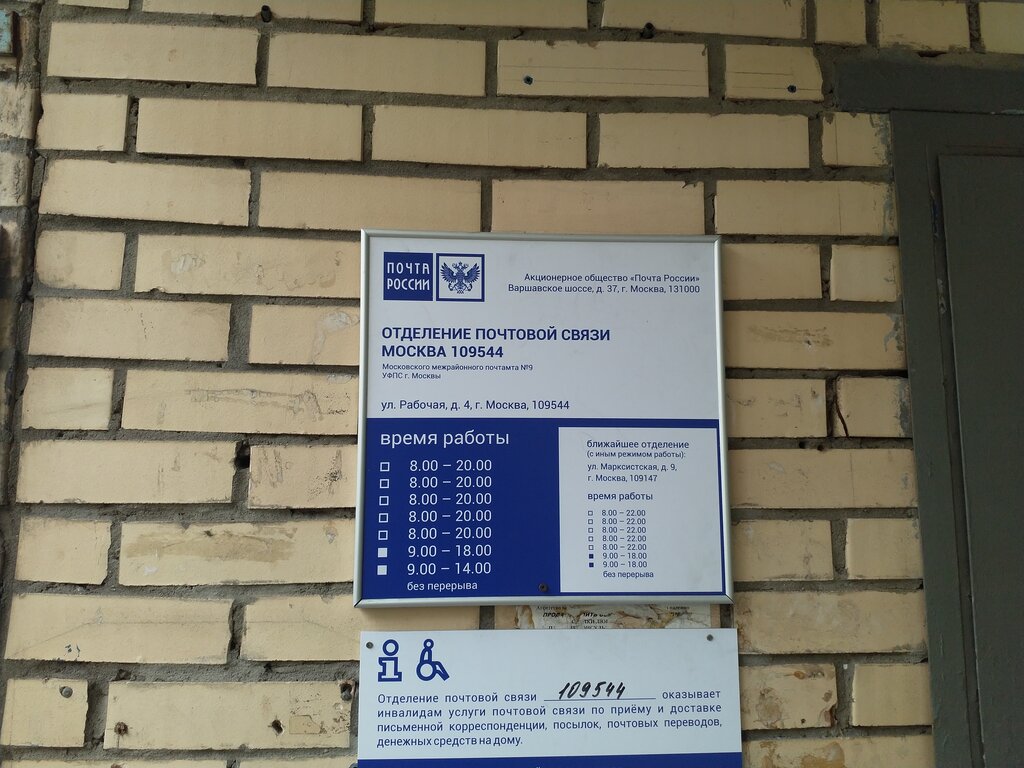 ПОЧТА
РОССИИ
Акционерное общество «Почта России»
Варшавское шоссе, д. 37, г. Москва, 131000
ОТДЕЛЕНИЕ ПОЧТОВОЙ СВЯЗИ
МОСКВА 109544
Московского межрайонного почтамта №9
УФПС г. Москвы
ул. Рабочая, д. 4, г. Москва, 109544
время работы
8.00 – 20.00
8.00 – 20.00
8.00 – 20.00
8.00 – 20.00
8.00 – 20.00
9.00 – 18.00
9.00 – 14.00
без перерыва
ближайшее отделение
(с иным режимом работы):
ул. Марксистская, д. 9,
г. Москва, 109147
время работы
8.00 – 22.00
8.00 – 22.00
8.00 – 22.00
8.00 – 22.00
8.00 – 22.00
9.00 – 18.00
9.00 – 18.00
без перерыва
Отделение почтовой связи 109544 оказывает
инвалидам услуги почтовой связи по приёму и доставке
письменной корреспонденции, посылок, почтовых переводов,
денежных средств на дому.